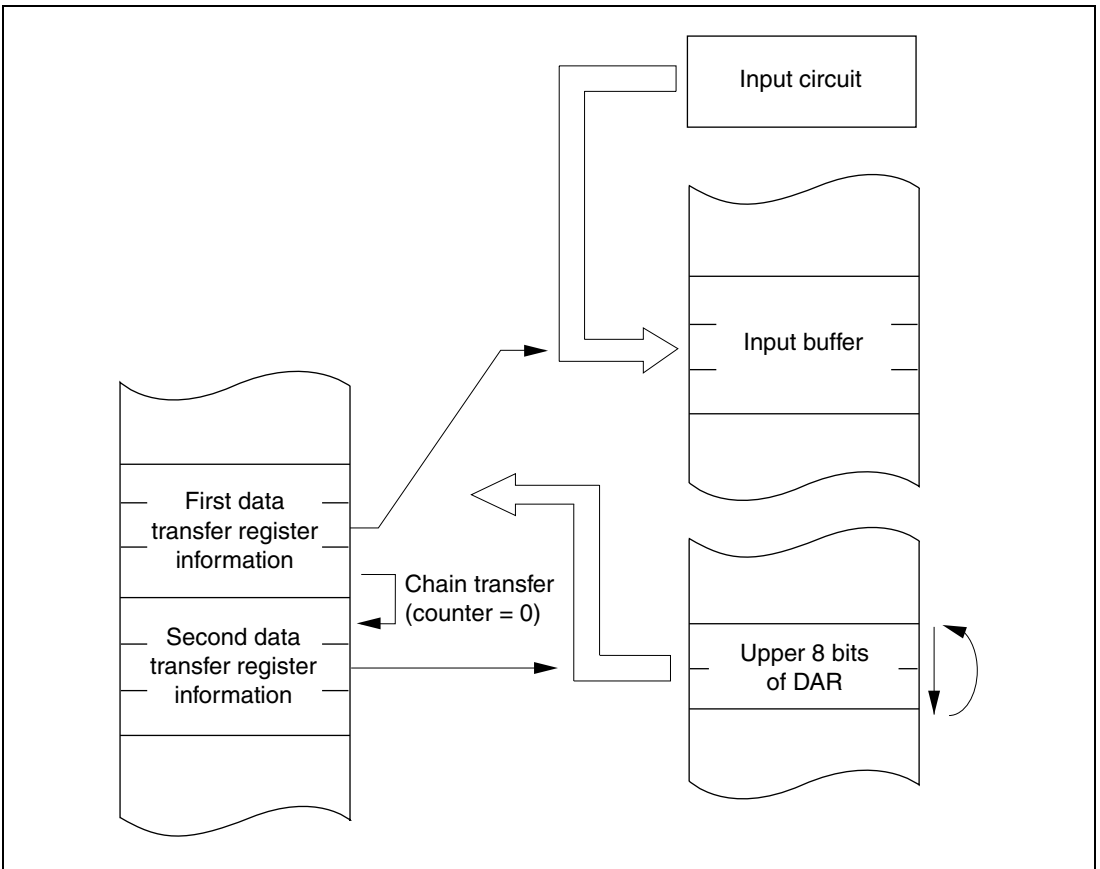 Input circuit
Input buffer
First data
transfer register
information
Chain transfer
(counter = 0)
Second data
transfer register
information
Upper 8 bits
of DAR